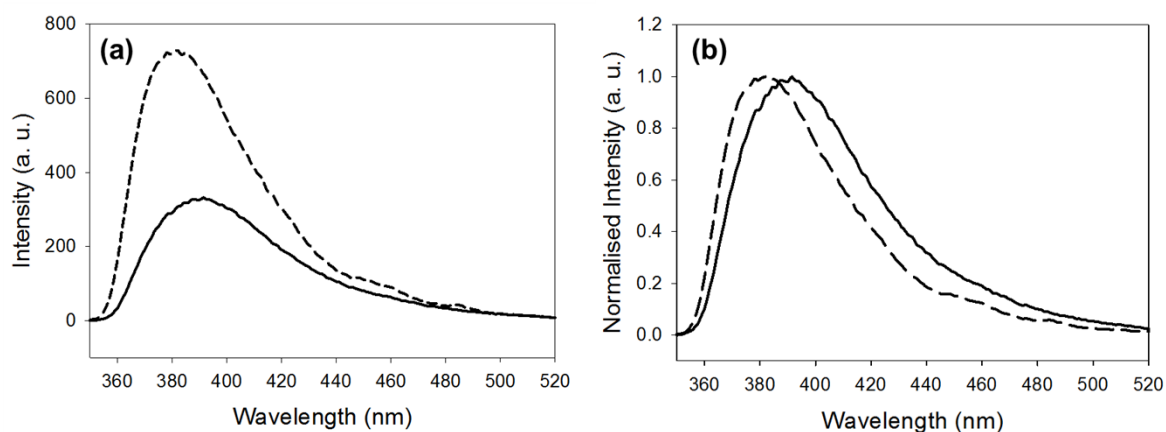 (a)
Intensity (a. u.)
800
600
400
200
0
360 380 400 420 440 460 480 500 520
Wavelength (nm)
(b)
Normalised Intensity (a. u.)
1.2
1.0
0.8
0.6
0.4
0.2
0.0
360 380 400 420 440 460 480 500 520
Wavelength (nm)